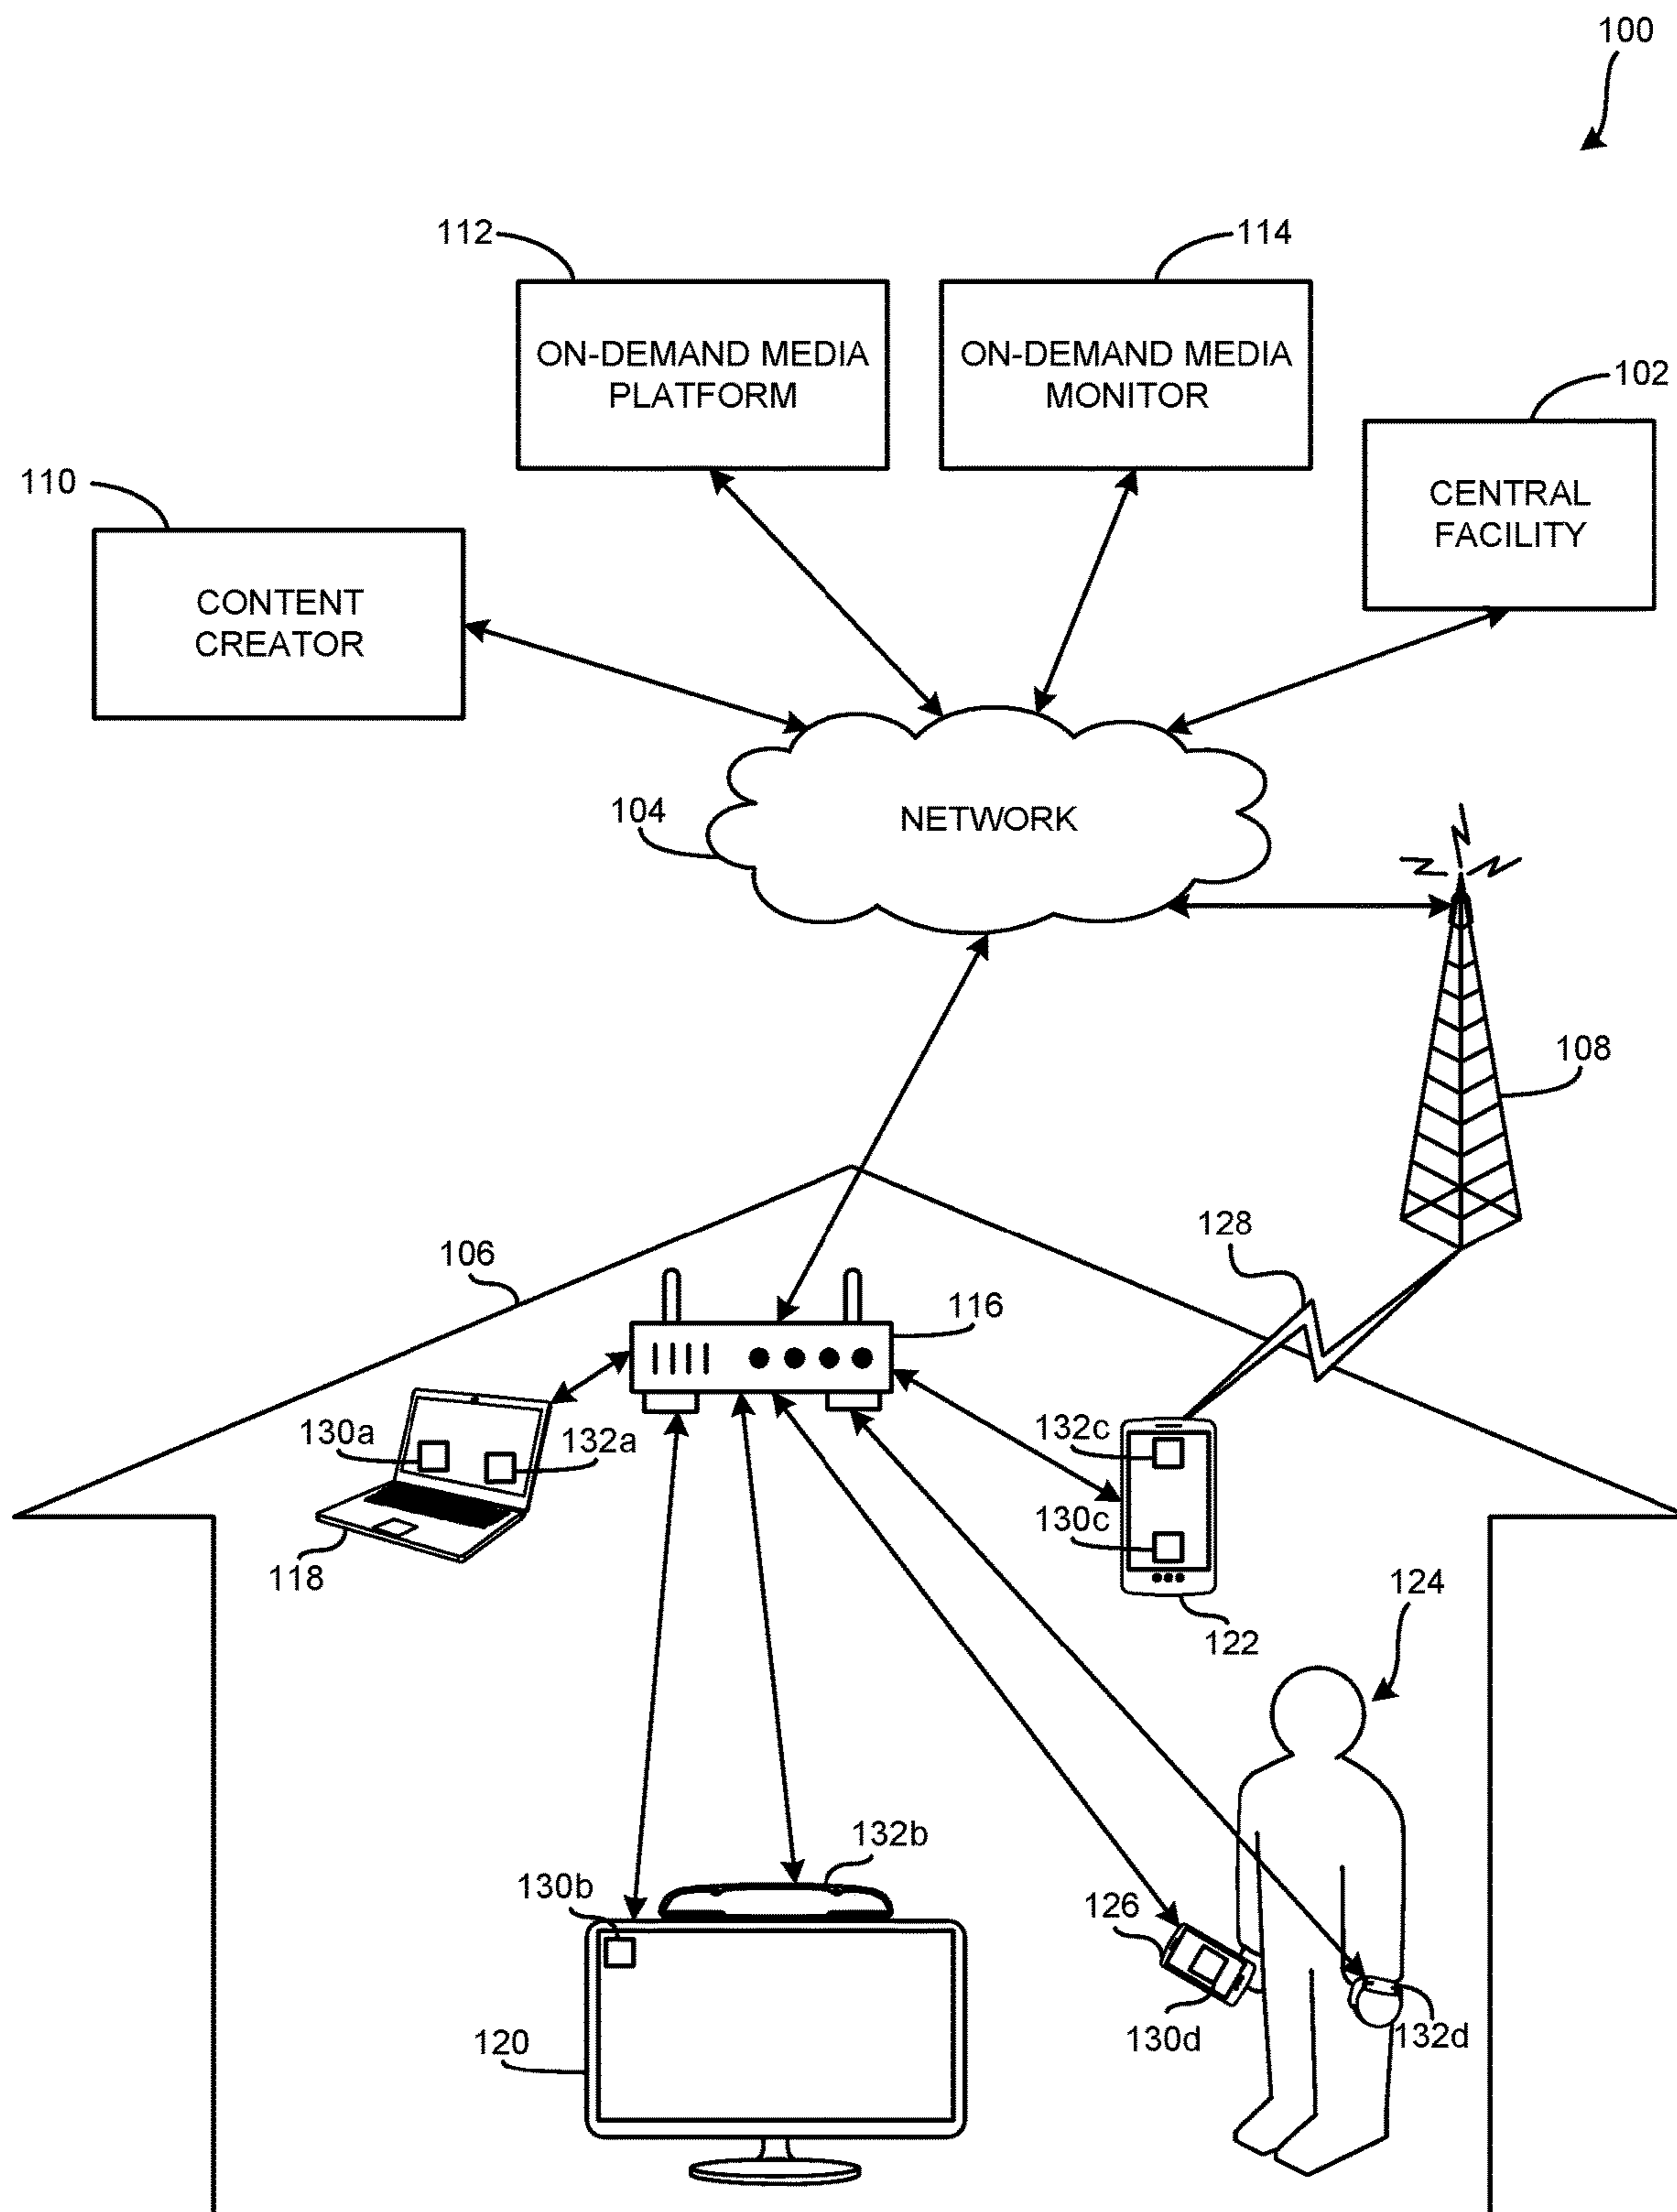 100
112
114
ON-DEMAND MEDIA
PLATFORM
ON-DEMAND MEDIA
MONITOR
102
110
CENTRAL
FACILITY
CONTENT
CREATOR
104
NETWORK
108
128
106
116
130a
132a
132c
130c
118
124
122
132b
130b
126
120
130d
132d